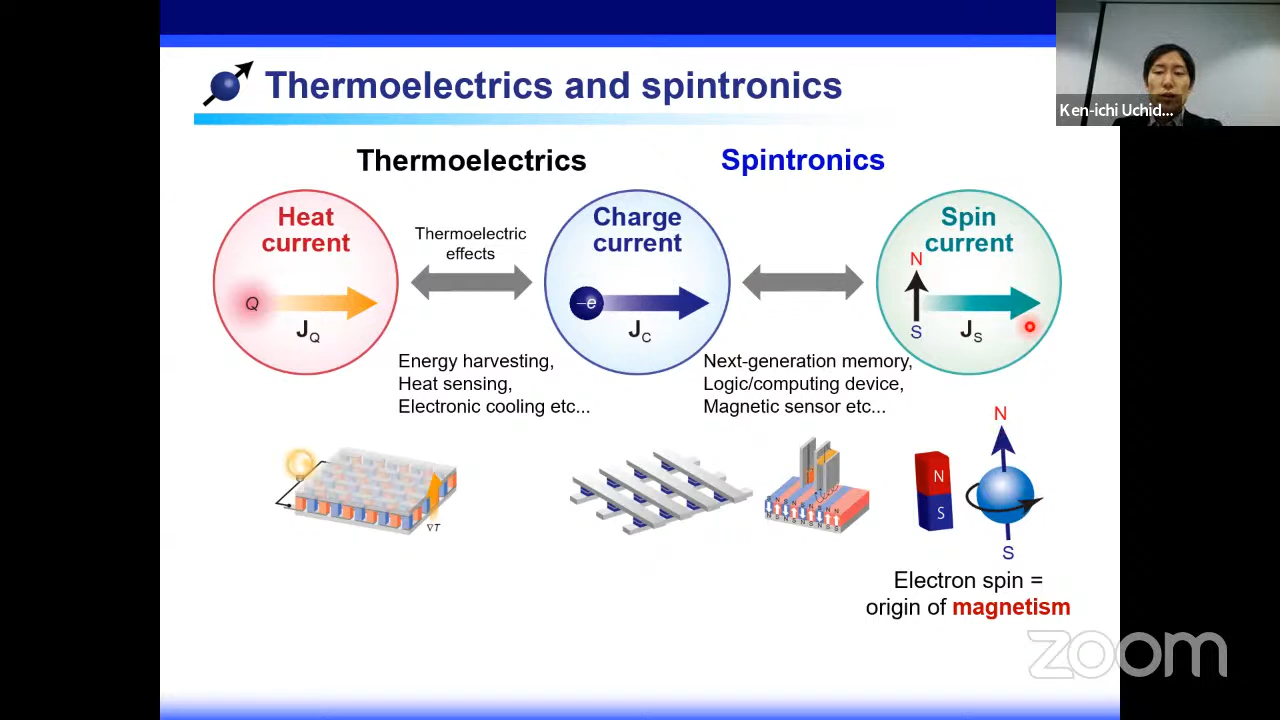 Thermoelectrics and spintronics
Ken-ichi Uchid...
Thermoelectrics
Spintronics
Heat
current
Q
J_Q
Thermoelectric
effects
Charge
current
–e
J_C
Spin
current
N
S
J_S
Energy harvesting,
Heat sensing,
Electronic cooling etc...
Next-generation memory,
Logic/computing device,
Magnetic sensor etc...
∇T
N
S
N
S
Electron spin =
origin of magnetism
zoom